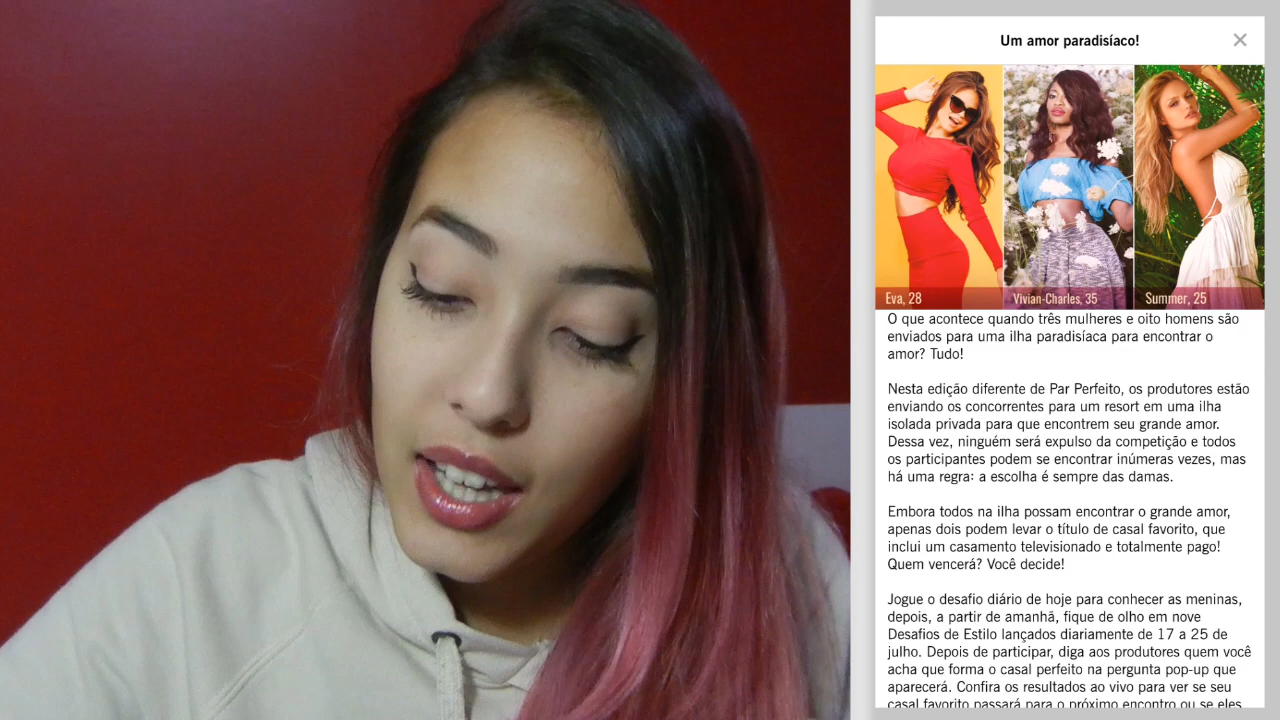 Um amor paradisíaco!
Eva, 28
Vivian-Charles, 35
Summer, 25
O que acontece quando três mulheres e oito homens são
enviados para uma ilha paradisíaca para encontrar o
amor? Tudo!
Nesta edição diferente de Par Perfeito, os produtores estão
enviando os concorrentes para um resort em uma ilha
isolada privada para que encontrem seu grande amor.
Dessa vez, ninguém será expulso da competição e todos
os participantes podem se encontrar inúmeras vezes, mas
há uma regra: a escolha é sempre das damas.
Embora todos na ilha possam encontrar o grande amor,
apenas dois podem levar o título de casal favorito, que
inclui um casamento televisionado e totalmente pago!
Quem vencerá? Você decide!
Jogue o desafio diário de hoje para conhecer as meninas,
depois, a partir de amanhã, fique de olho em nove
Desafios de Estilo lançados diariamente de 17 a 25 de
julho. Depois de participar, diga aos produtores quem você
acha que forma o casal perfeito na pergunta pop-up que
aparecerá. Confira os resultados ao vivo para ver se seu
casal favorito passará para o próximo encontro ou se eles